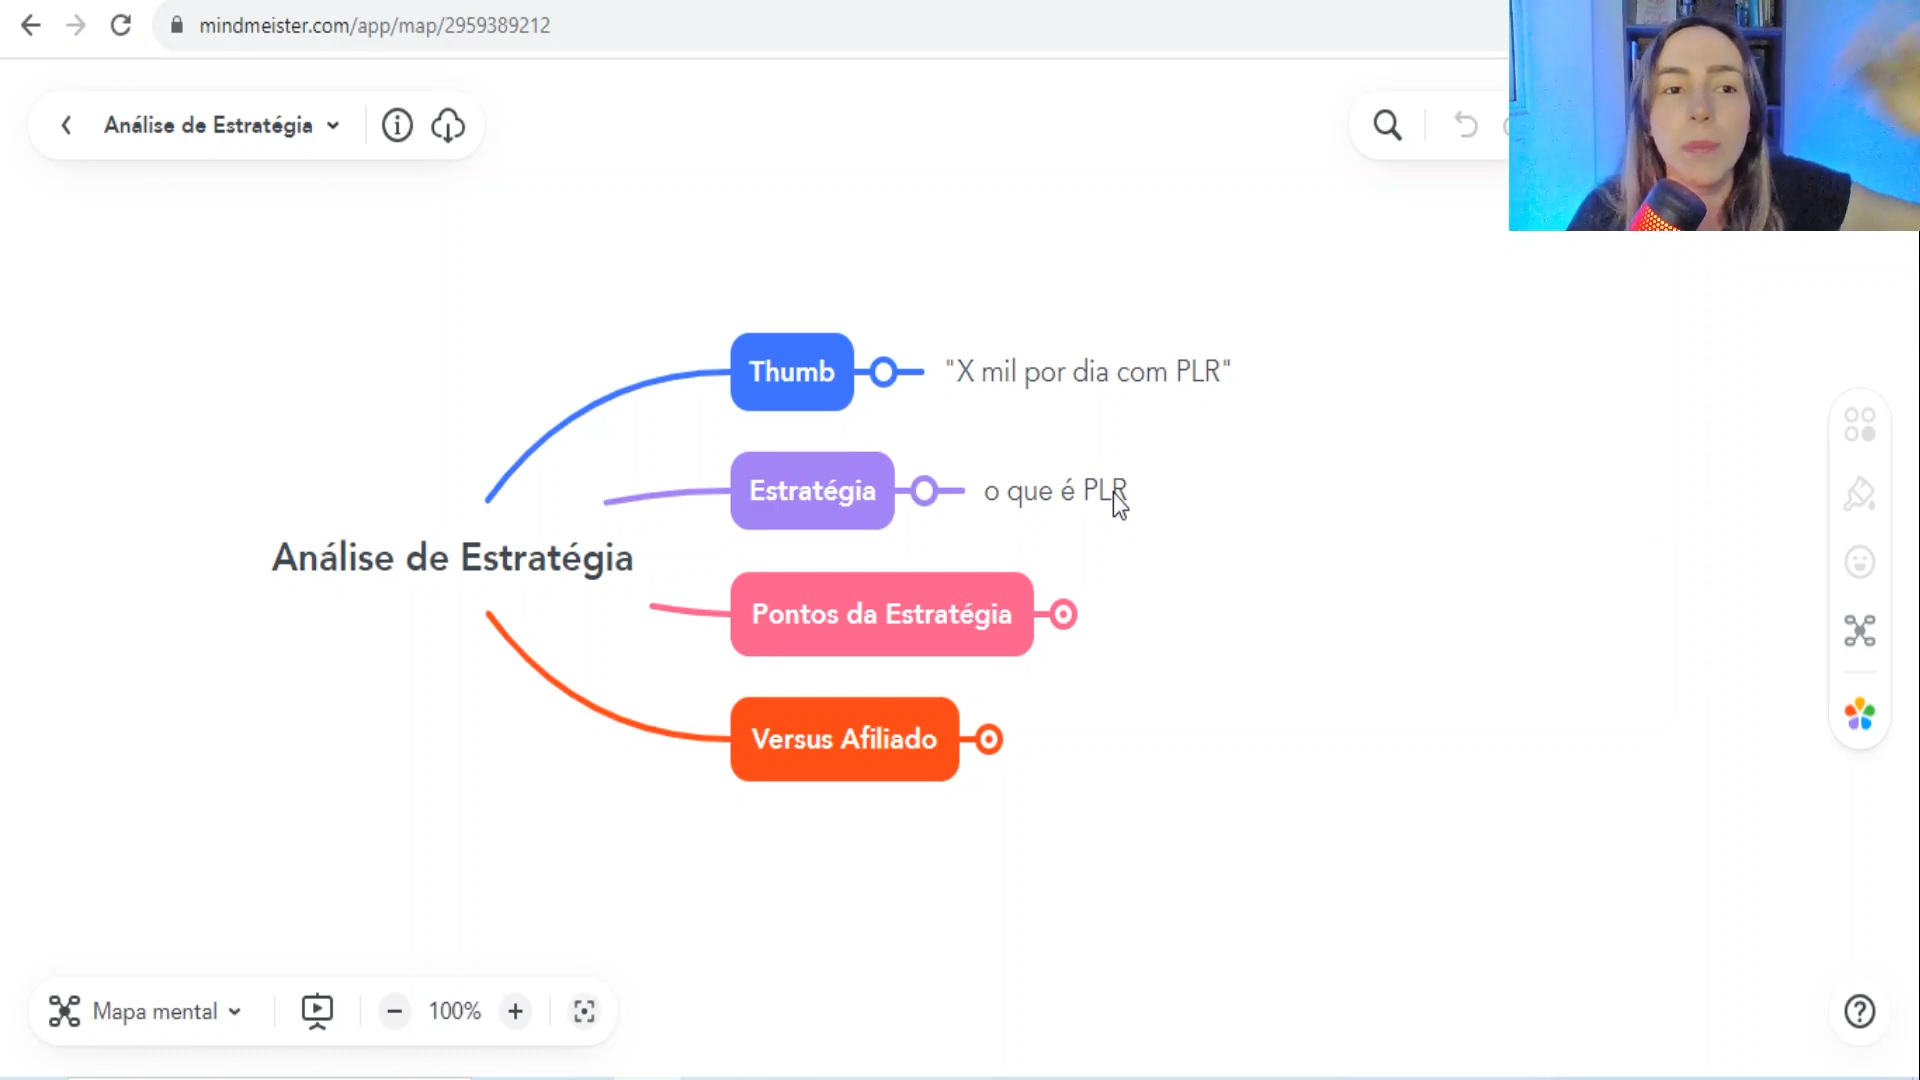 mindmeister.com/app/map/2959389212
Análise de Estratégia
Thumb
"X mil por dia com PLR"
Estratégia
o que é PLR
Análise de Estratégia
Pontos da Estratégia
Versus Afiliado
Mapa mental
100%